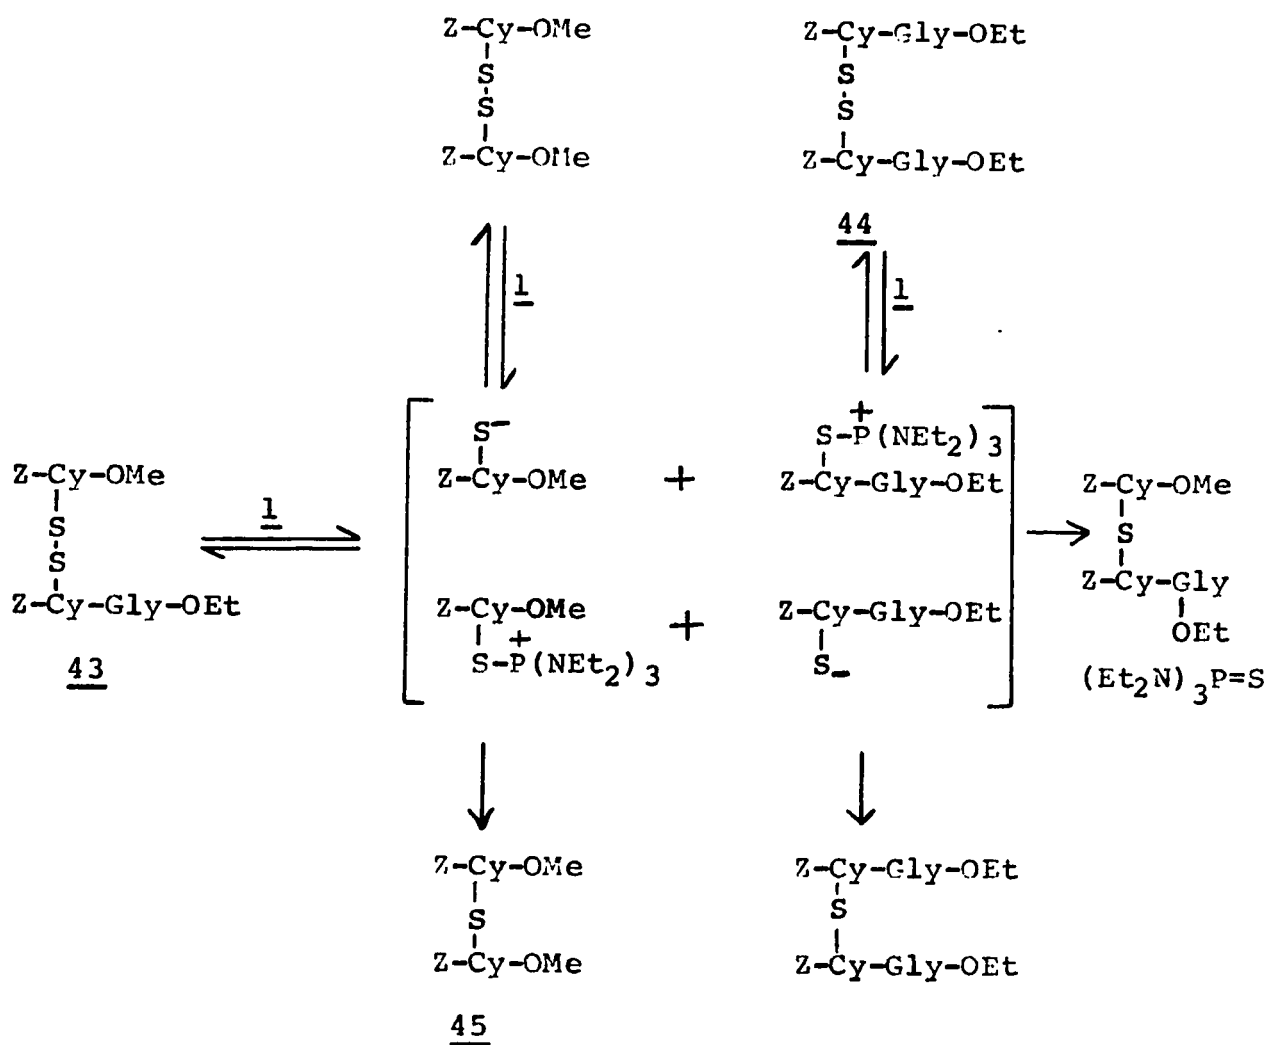 Z-Cy-OMe
S
S
Z-Cy-OMe
Z-Cy-Gly-OEt
S
S
Z-Cy-Gly-OEt
44
1
1
Z-Cy-OMe
S
S
Z-Cy-Gly-OEt
43
1
S-
Z-Cy-OMe
+
S-P(NEt2)3
+
Z-Cy-Gly-OEt
Z-Cy-OMe
+
S-P(NEt2)3
+
Z-Cy-Gly-OEt
S-
Z-Cy-OMe
S
Z-Cy-Gly
OEt
(Et2N)3P=S
Z-Cy-OMe
S
Z-Cy-OMe
45
Z-Cy-Gly-OEt
S
Z-Cy-Gly-OEt